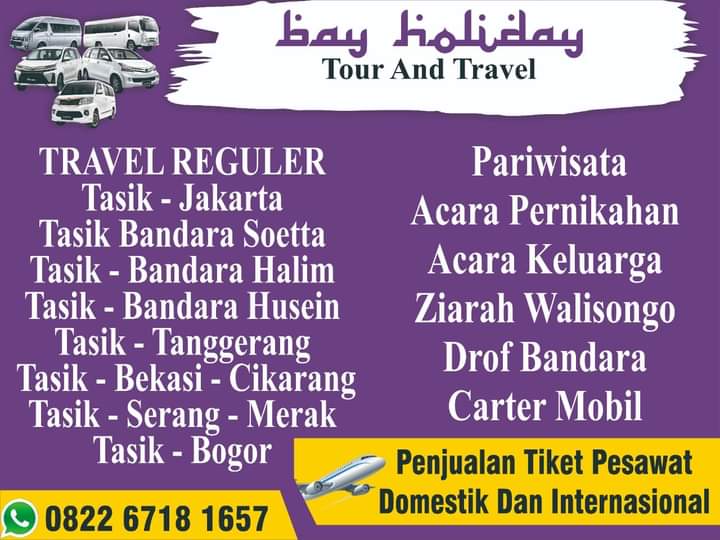 bay holiday
Tour And Travel
TRAVEL REGULER
Tasik - Jakarta
Tasik Bandara Soetta
Tasik - Bandara Halim
Tasik - Bandara Husein
Tasik - Tanggerang
Tasik - Bekasi - Cikarang
Tasik - Serang - Merak
Tasik - Bogor
Pariwisata
Acara Pernikahan
Acara Keluarga
Ziarah Walisongo
Drof Bandara
Carter Mobil
Penjualan Tiket Pesawat
Domestik Dan Internasional
0822 6718 1657